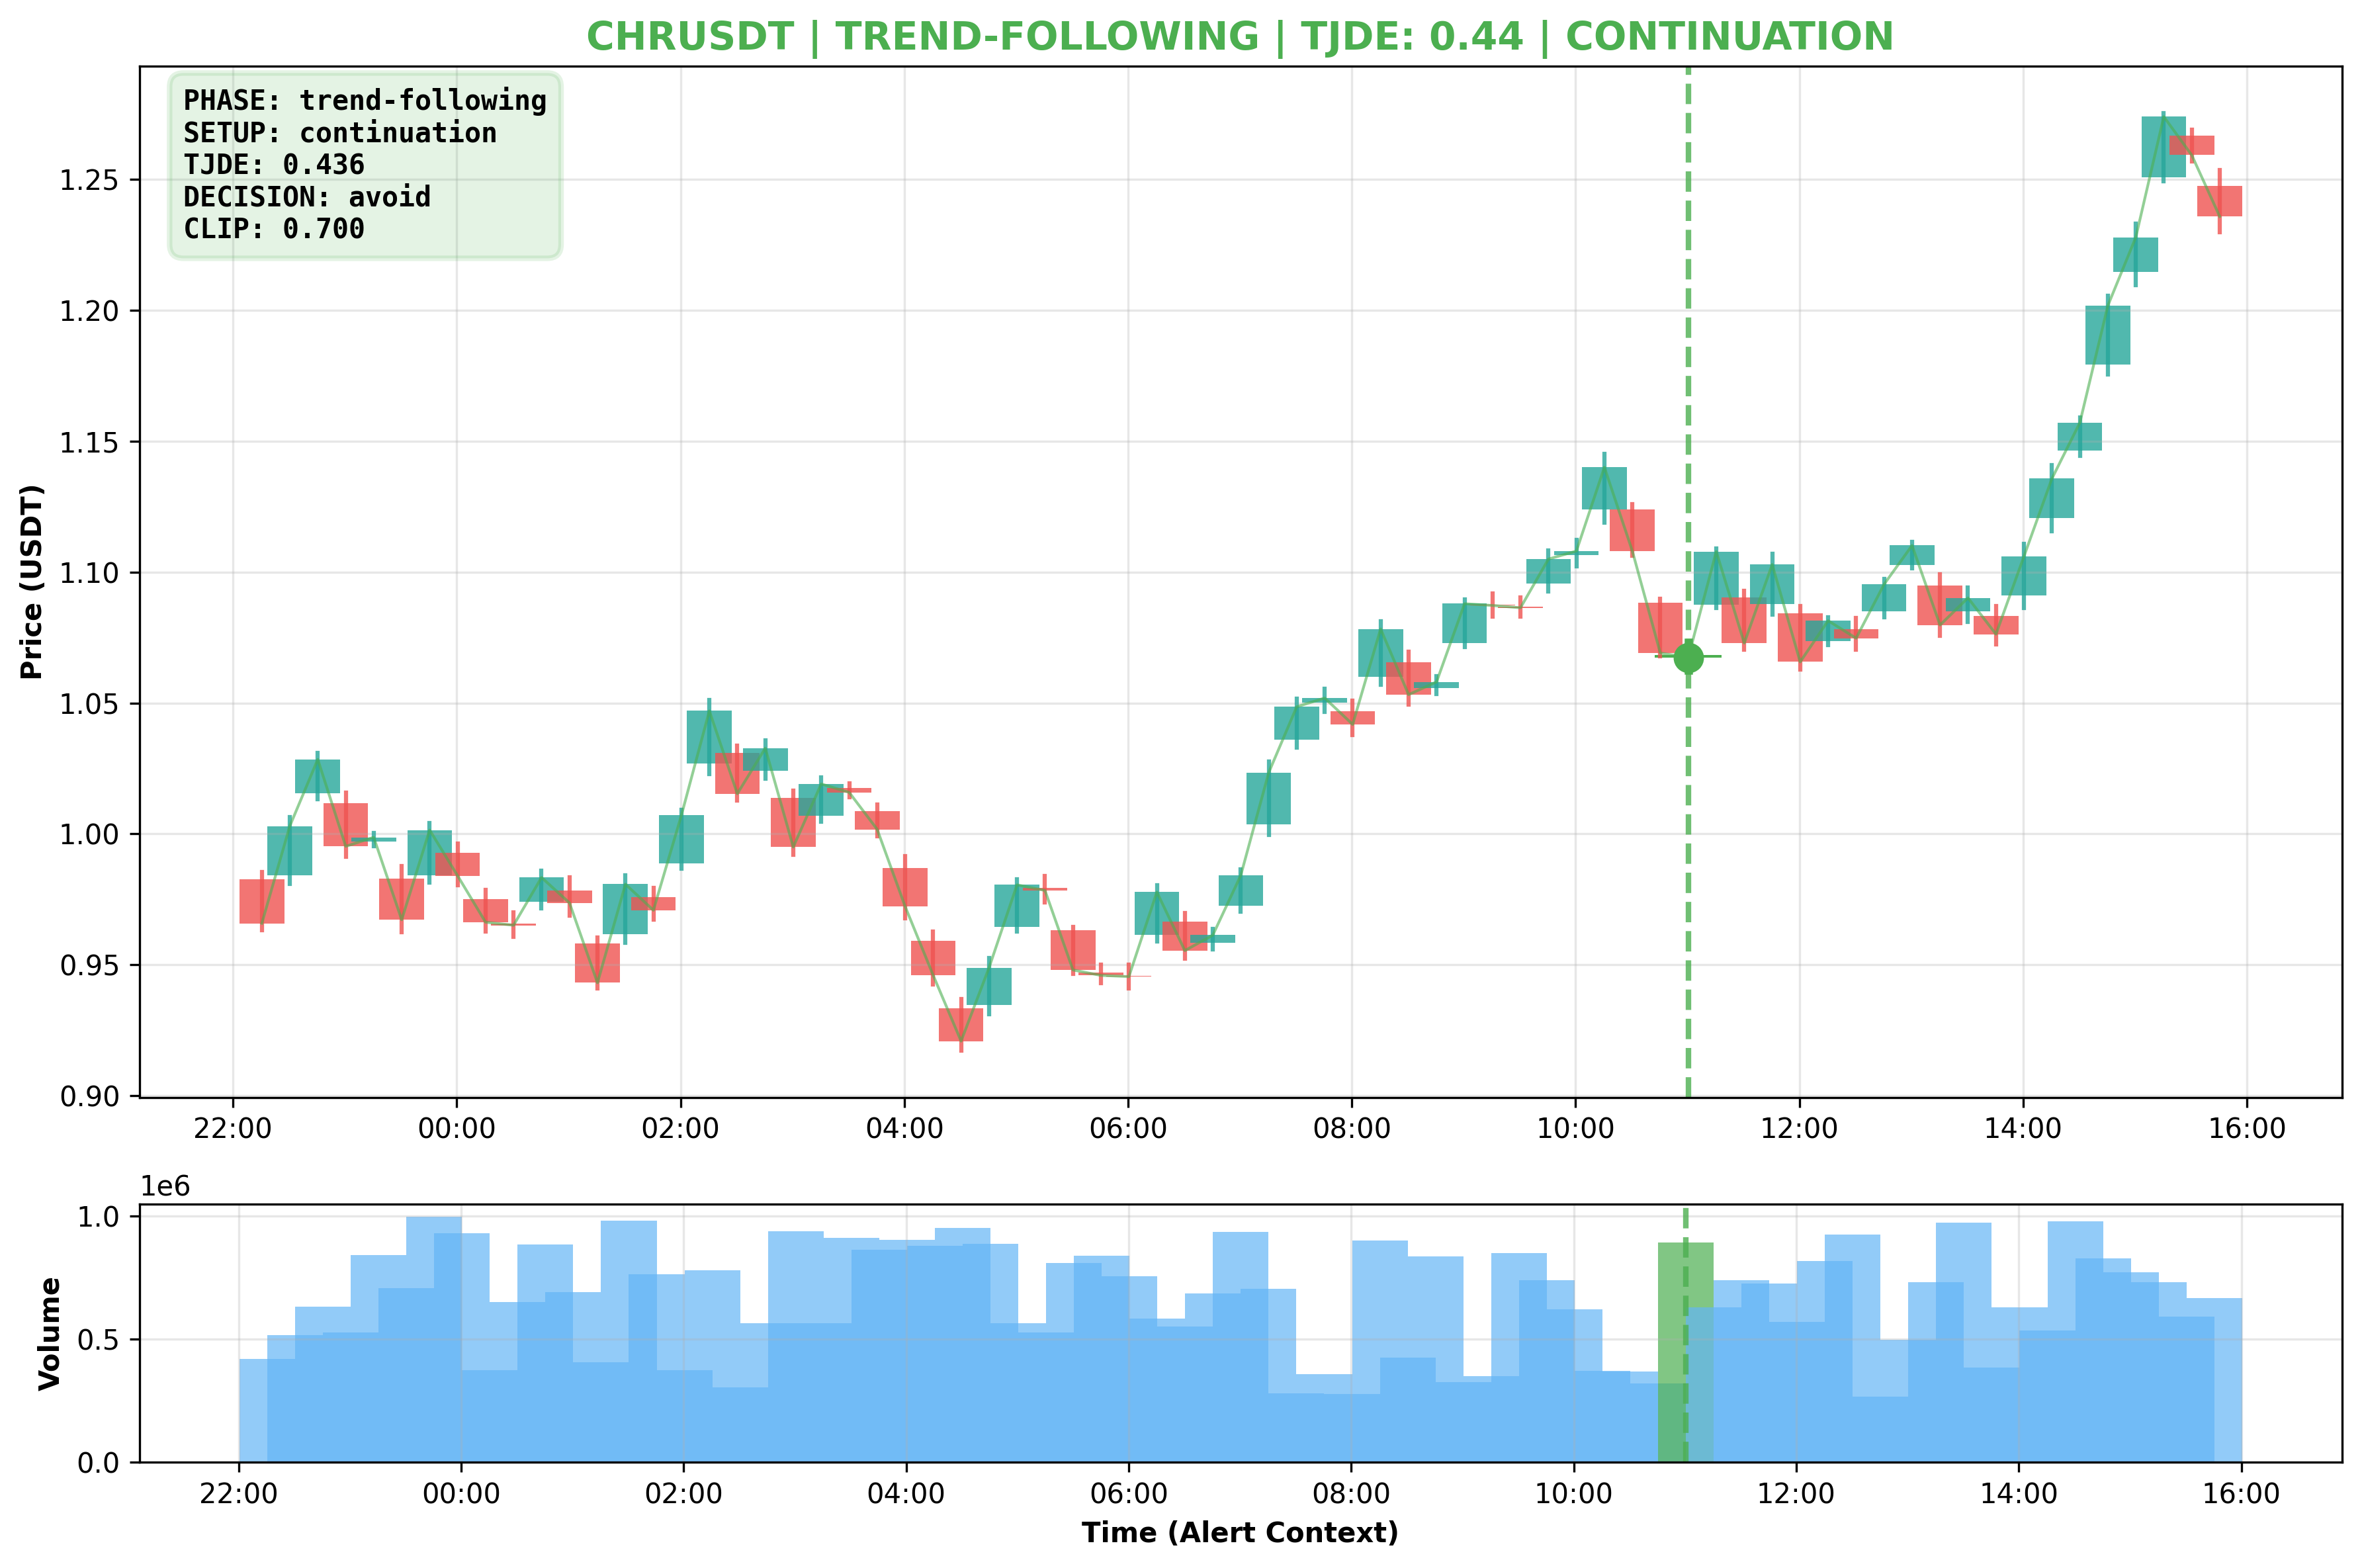 CHRUSDT | TREND-FOLLOWING | TJDE: 0.44 | CONTINUATION
PHASE: trend-following
SETUP: continuation
TJDE: 0.436
DECISION: avoid
CLIP: 0.700
Price (USDT)
1.25
1.20
1.15
1.10
1.05
1.00
0.95
0.90
22:00 00:00 02:00 04:00 06:00 08:00 10:00 12:00 14:00 16:00
1e6
Volume
1.0
0.5
0.0
22:00 00:00 02:00 04:00 06:00 08:00 10:00 12:00 14:00 16:00
Time (Alert Context)